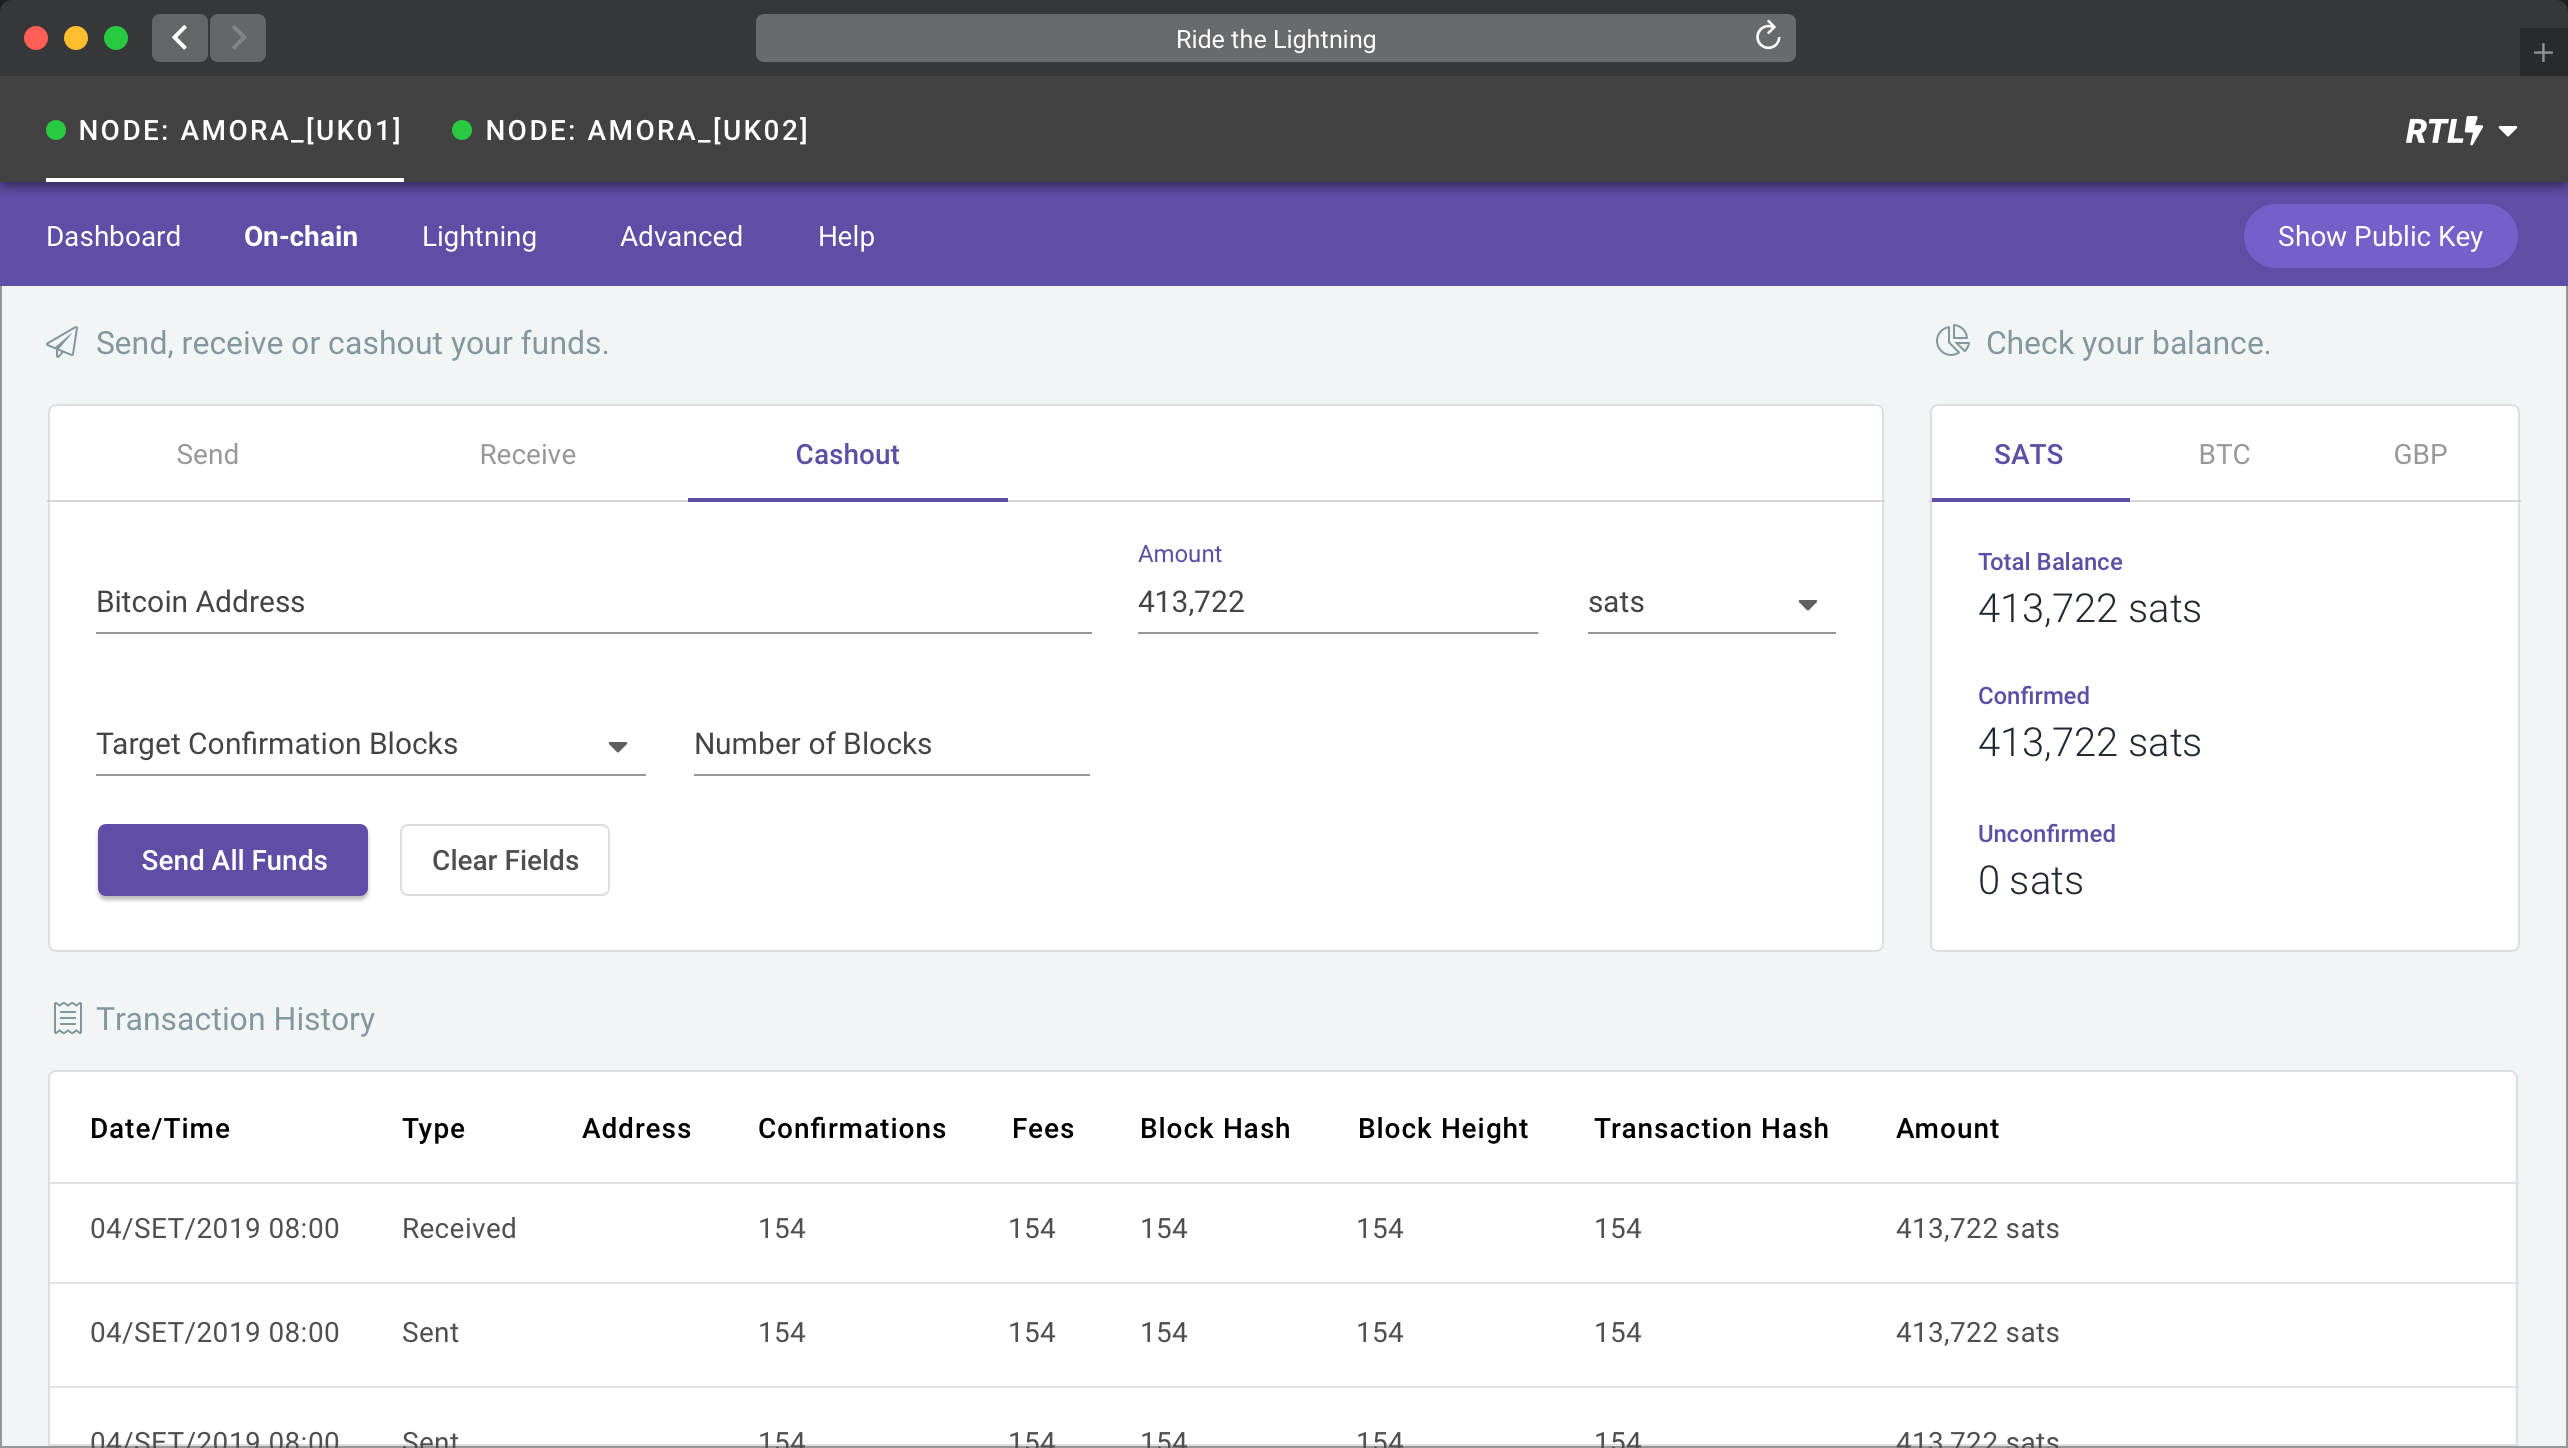 Ride the Lightning
NODE: AMORA_[UK01] NODE: AMORA_[UK02] RTL
Dashboard On-chain Lightning Advanced Help Show Public Key
Send, receive or cashout your funds.
Check your balance.
Send Receive Cashout
SATS BTC GBP
Amount
Bitcoin Address 413,722 sats
Target Confirmation Blocks Number of Blocks
Send All Funds Clear Fields
Total Balance
413,722 sats
Confirmed
413,722 sats
Unconfirmed
0 sats
Transaction History
Date/Time Type Address Confirmations Fees Block Hash Block Height Transaction Hash Amount
04/SET/2019 08:00 Received 154 154 154 154 154 413,722 sats
04/SET/2019 08:00 Sent 154 154 154 154 154 413,722 sats
04/SET/2019 08:00 Sent 154 154 154 154 154 413,722 sats